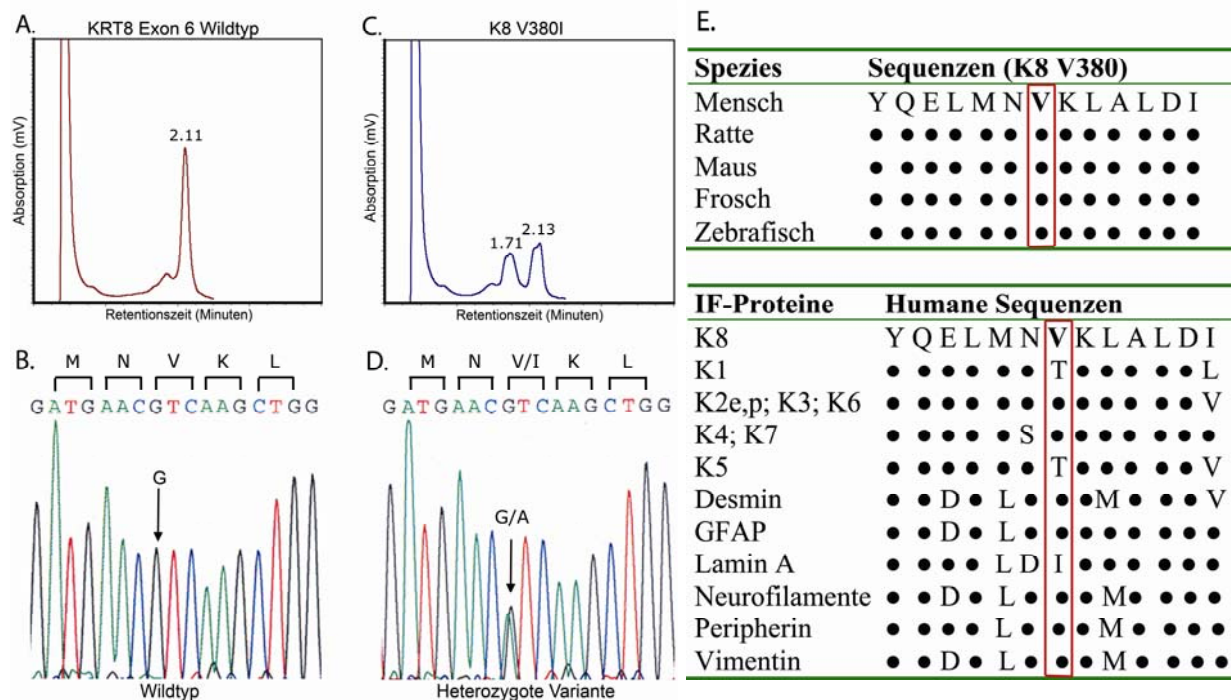 A.
KRT8 Exon 6 Wildtyp
Absorption (mV)
2.11
Retentionszeit (Minuten)
B.
M N V K L
GATGAACGTCAAGCTGG
G
Wildtyp
C.
K8 V380I
Absorption (mV)
1.71
2.13
Retentionszeit (Minuten)
D.
M N V/I K L
GATGAACGTCAAGCTGG
G/A
Heterozygote Variante
E.
Spezies Sequenzen (K8 V380)
Mensch Y Q E L M N V K L A L D I
Ratte ● ● ● ● ● ● ● ● ● ● ● ● ●
Maus ● ● ● ● ● ● ● ● ● ● ● ● ●
Frosch ● ● ● ● ● ● ● ● ● ● ● ● ●
Zebrafisch ● ● ● ● ● ● ● ● ● ● ● ● ●
IF-Proteine Humane Sequenzen
K8 Y Q E L M N V K L A L D I
K1 ● ● ● ● ● ● T ● ● ● ● ● L
K2e,p; K3; K6 ● ● ● ● ● ● ● ● ● ● ● ● V
K4; K7 ● ● ● ● ● S ● ● ● ● ● ● ●
K5 ● ● ● ● ● ● T ● ● ● ● ● V
Desmin ● ● D ● L ● ● ● M ● ● ● V
GFAP ● ● D ● L ● ● ● ● ● ● ● ●
Lamin A ● ● ● ● L D I ● ● ● ● ● ●
Neurofilamente ● ● D ● L ● ● ● M ● ● ● ●
Peripherin ● ● ● ● L ● ● ● M ● ● ● ●
Vimentin ● ● D ● L ● ● ● M ● ● ● ●